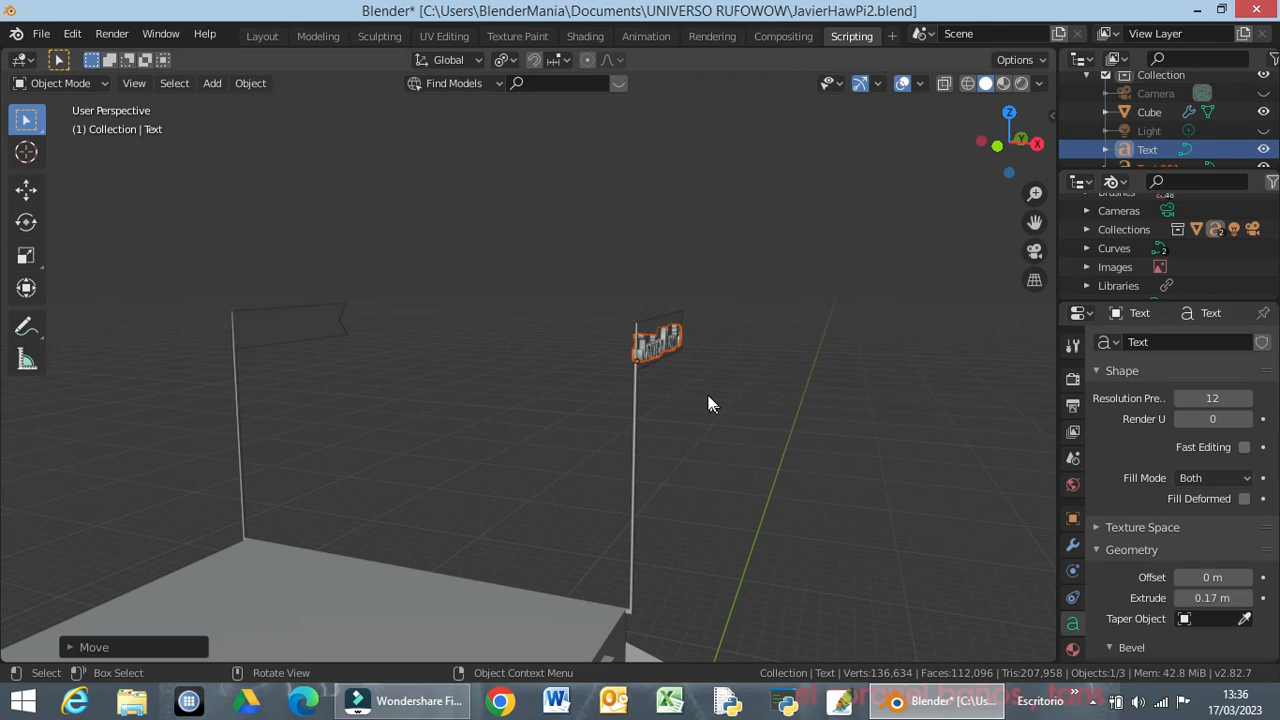 Blender* [C:\Users\BlenderMania\Documents\UNIVERSO RUFOWOW\JavierHawPi2.blend]
File Edit Render Window Help Layout Modeling Sculpting UV Editing Texture Paint Shading Animation Rendering Compositing Scripting + Scene View Layer
Global Options
Object Mode View Select Add Object Find Models
User Perspective
(1) Collection | Text
Z
Y
X
Collection
Camera
Cube
Light
Text
Cameras
Collections 2
Curves 2
Images
Libraries
Text Text
Text
Shape
Resolution Pre.. 12
Render U 0
Fast Editing
Fill Mode Both
Fill Deformed
Texture Space
Geometry
Offset 0 m
Extrude 0.17 m
Taper Object
Bevel
Move
Select Box Select Rotate View Object Context Menu Collection | Text | Verts:136,634 | Faces:112,096 | Tris:207,958 | Objects:1/3 | Mem: 42.8 MiB | v2.82.7
Wondershare Fi... Blender* [C:\Us... Escritorio
13:36
17/03/2023